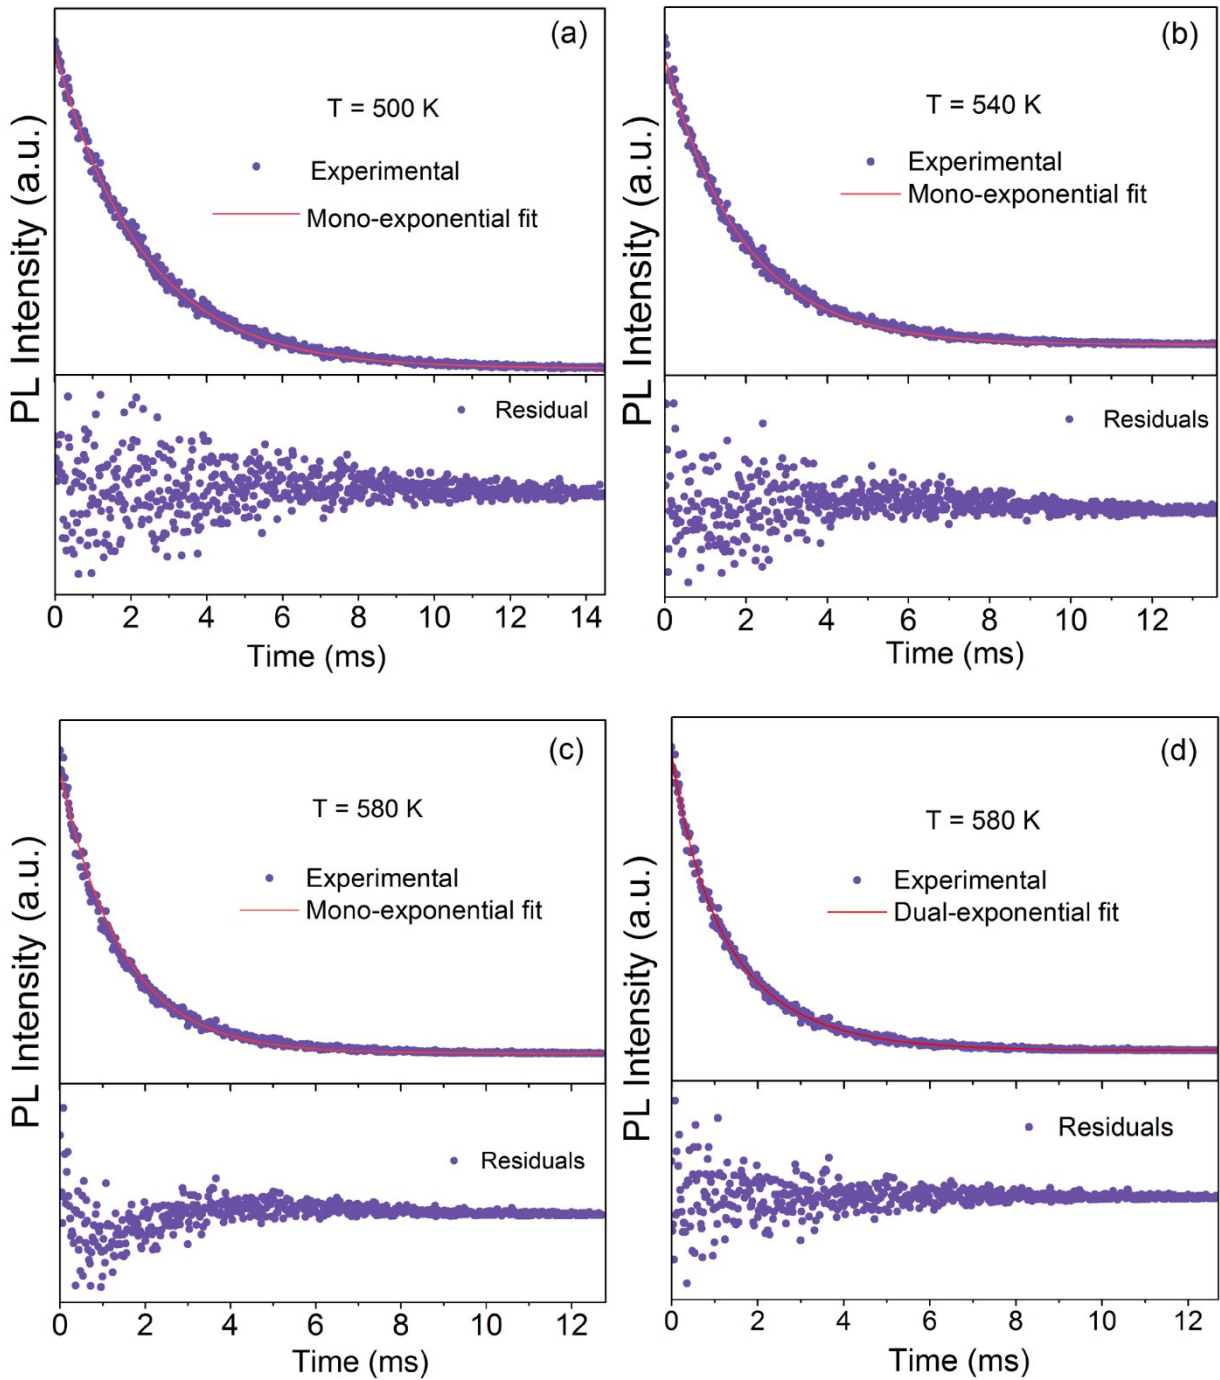 (a)
T = 500 K
Experimental
Mono-exponential fit
PL Intensity (a.u.)
Residual
0 2 4 6 8 10 12 14
Time (ms)
(b)
T = 540 K
Experimental
Mono-exponential fit
PL Intensity (a.u.)
Residuals
0 2 4 6 8 10 12
Time (ms)
(c)
T = 580 K
Experimental
Mono-exponential fit
PL Intensity (a.u.)
Residuals
0 2 4 6 8 10 12
Time (ms)
(d)
T = 580 K
Experimental
Dual-exponential fit
PL Intensity (a.u.)
Residuals
0 2 4 6 8 10 12
Time (ms)